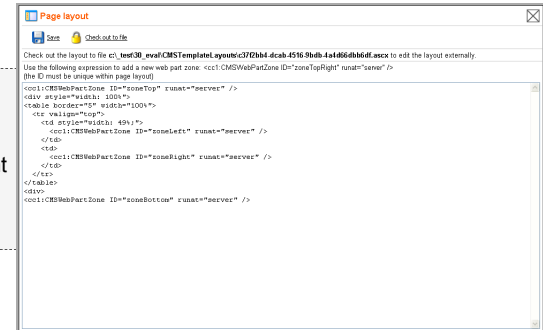 Page layout
Save Check out to file
Check out the layout to file c:\_test\30_eval\CMSTemplateLayouts\c37f2bb4-dcab-4516-9bdb-4a4d66dbb6df.ascx to edit the layout externally.
Use the following expression to add a new web part zone: <cc1:CMSWebPartZone ID="zoneTopRight" runat="server" />
(the ID must be unique within page layout)
<cc1:CMSWebPartZone ID="zoneTop" runat="server" />
<div style="width: 100%">
<table border="5" width="100%">
<tr valign="top">
<td style="width: 49%;">
<cc1:CMSWebPartZone ID="zoneLeft" runat="server" />
</td>
<td>
<cc1:CMSWebPartZone ID="zoneRight" runat="server" />
</td>
</tr>
</table>
<div>
<cc1:CMSWebPartZone ID="zoneBottom" runat="server" />